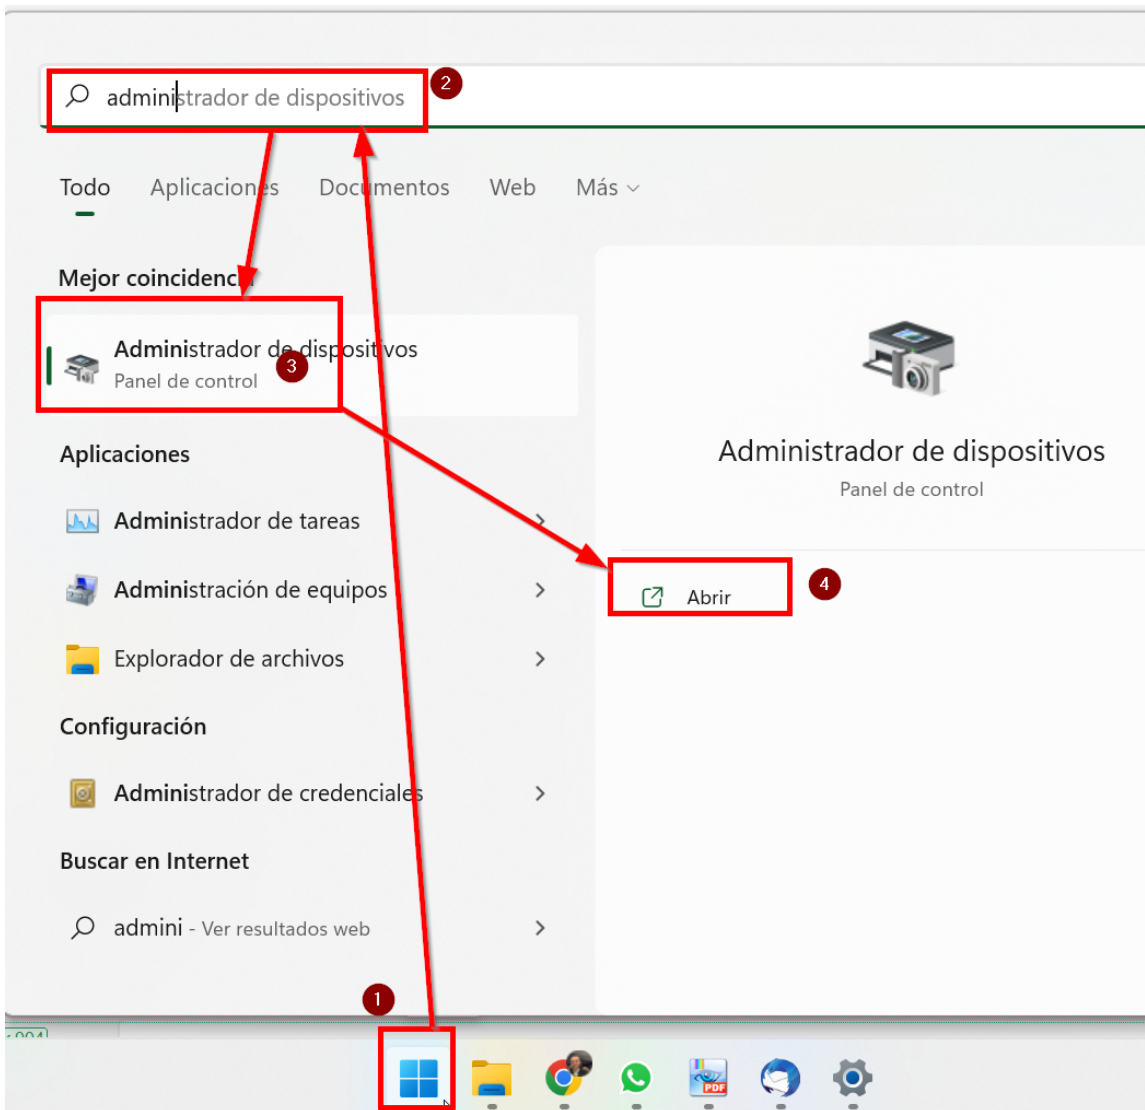 administrador de dispositivos
2
Todo Aplicaciones Documentos Web Más
Mejor coincidencia
Administrador de dispositivos
3
Panel de control
Administrador de dispositivos
Panel de control
Aplicaciones
Administrador de tareas
Administración de equipos
Explorador de archivos
Abrir
4
Configuración
Administrador de credenciales
Buscar en Internet
admini - Ver resultados web
1
PDF